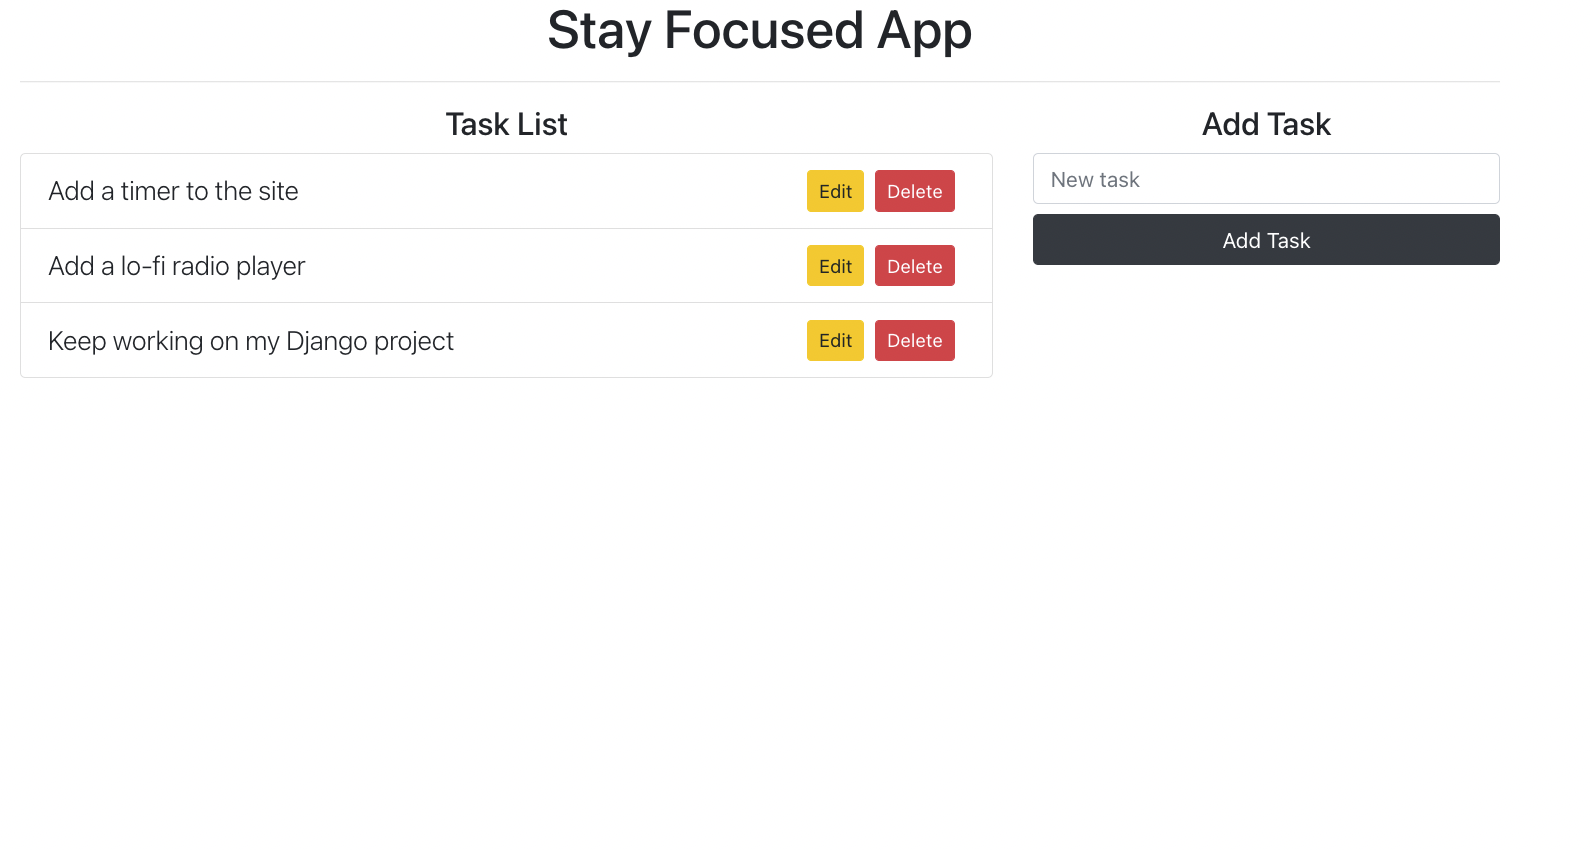 Stay Focused App
Task List
Add a timer to the site Edit Delete
Add a lo-fi radio player Edit Delete
Keep working on my Django project Edit Delete
Add Task
New task
Add Task